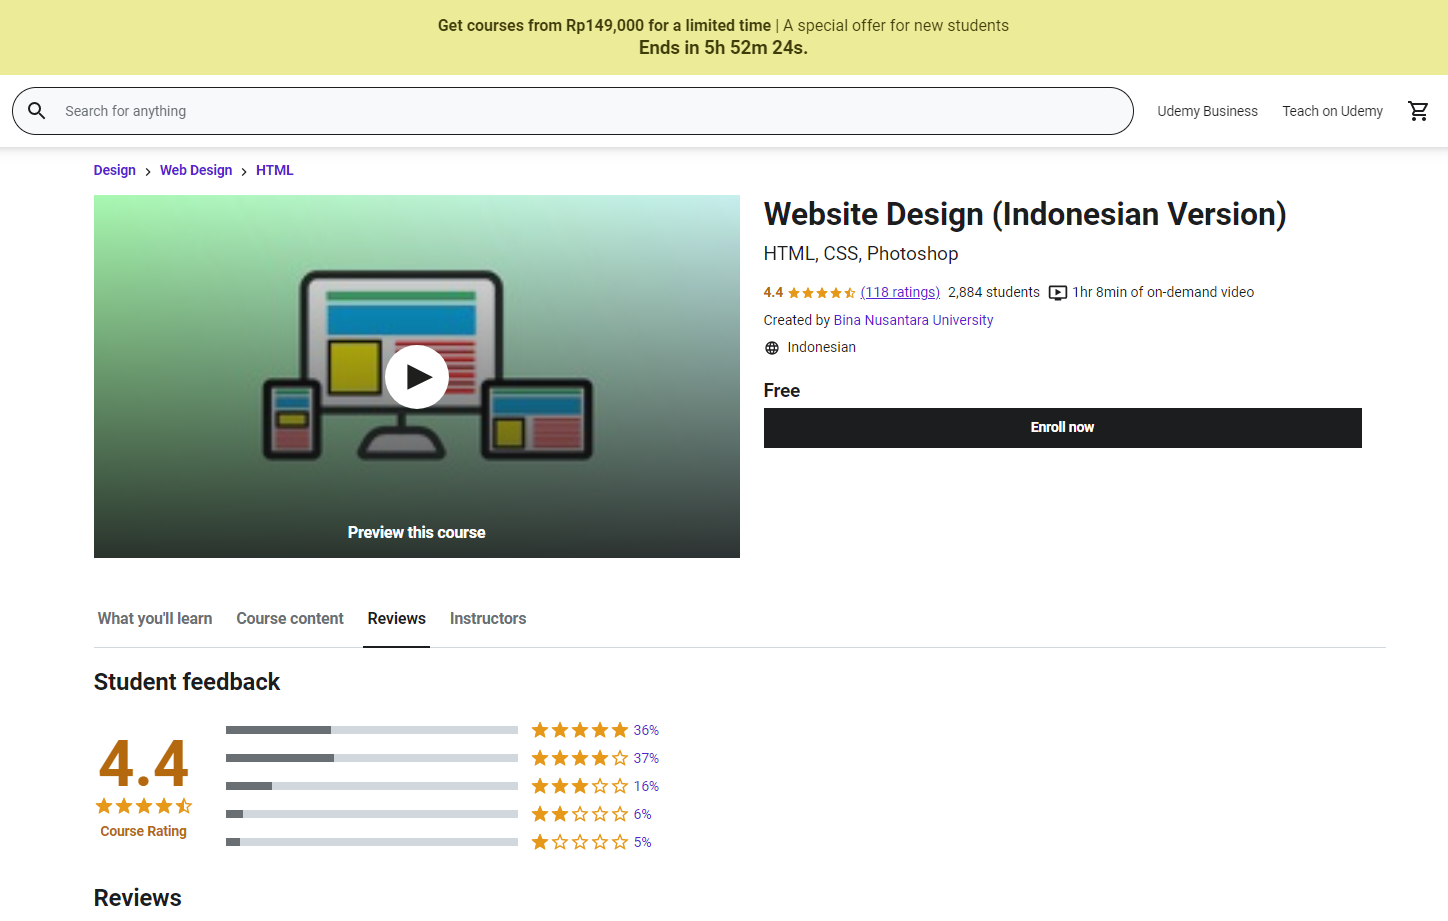 Get courses from Rp149,000 for a limited time | A special offer for new students
Ends in 5h 52m 24s.
Search for anything
Udemy Business
Teach on Udemy
Design > Web Design > HTML
Preview this course
Website Design (Indonesian Version)
HTML, CSS, Photoshop
4.4 (118 ratings) 2,884 students 1hr 8min of on-demand video
Created by Bina Nusantara University
Indonesian
Free
Enroll now
What you'll learn
Course content
Reviews
Instructors
Student feedback
4.4
Course Rating
36%
37%
16%
6%
5%
Reviews